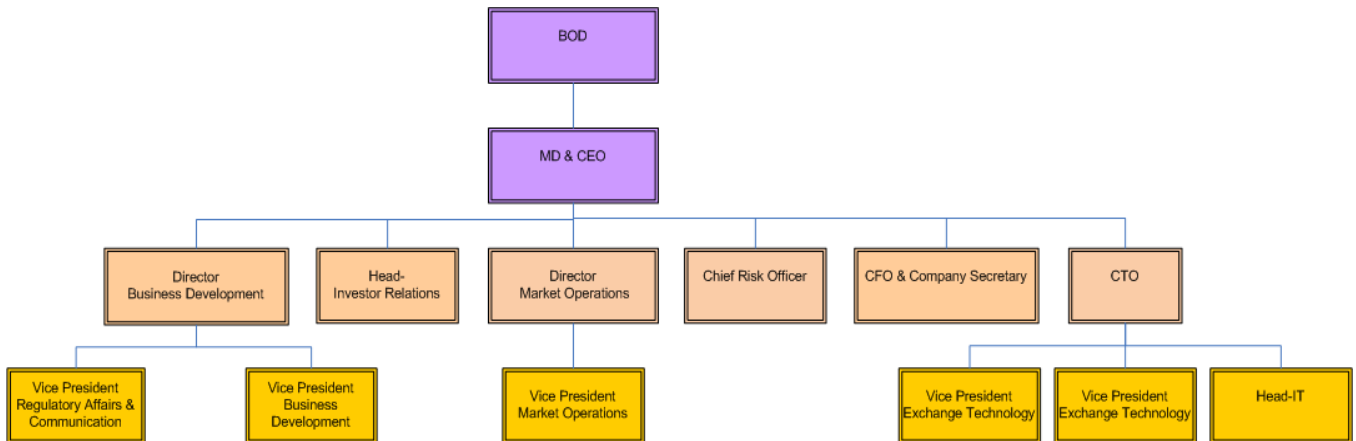 BOD
MD & CEO
Director
Business Development
Head-
Investor Relations
Director
Market Operations
Chief Risk Officer
CFO & Company Secretary
CTO
Vice President
Regulatory Affairs &
Communication
Vice President
Business
Development
Vice President
Market Operations
Vice President
Exchange Technology
Vice President
Exchange Technology
Head-IT